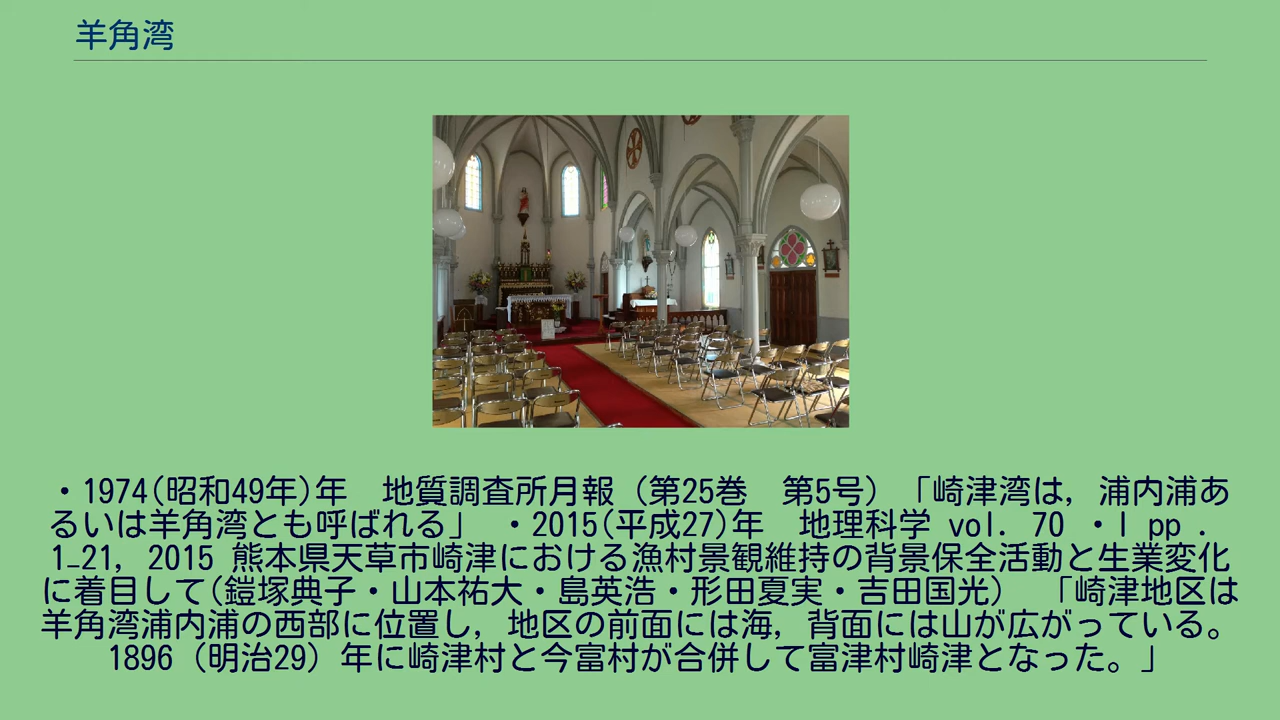 羊角湾
・1974(昭和49年)年　地質調査所月報（第25巻　第5号）「崎津湾は，浦内浦あ
るいは羊角湾とも呼ばれる」 ・2015(平成27)年　地理科学 vol. 70 ・l pp .
1–21，2015 熊本県天草市崎津における漁村景観維持の背景保全活動と生業変化
に着目して(鎧塚典子・山本祐大・島英浩・形田夏実・吉田国光）　「崎津地区は
羊角湾浦内浦の西部に位置し，地区の前面には海，背面には山が広がっている。
1896（明治29）年に崎津村と今富村が合併して富津村崎津となった。」